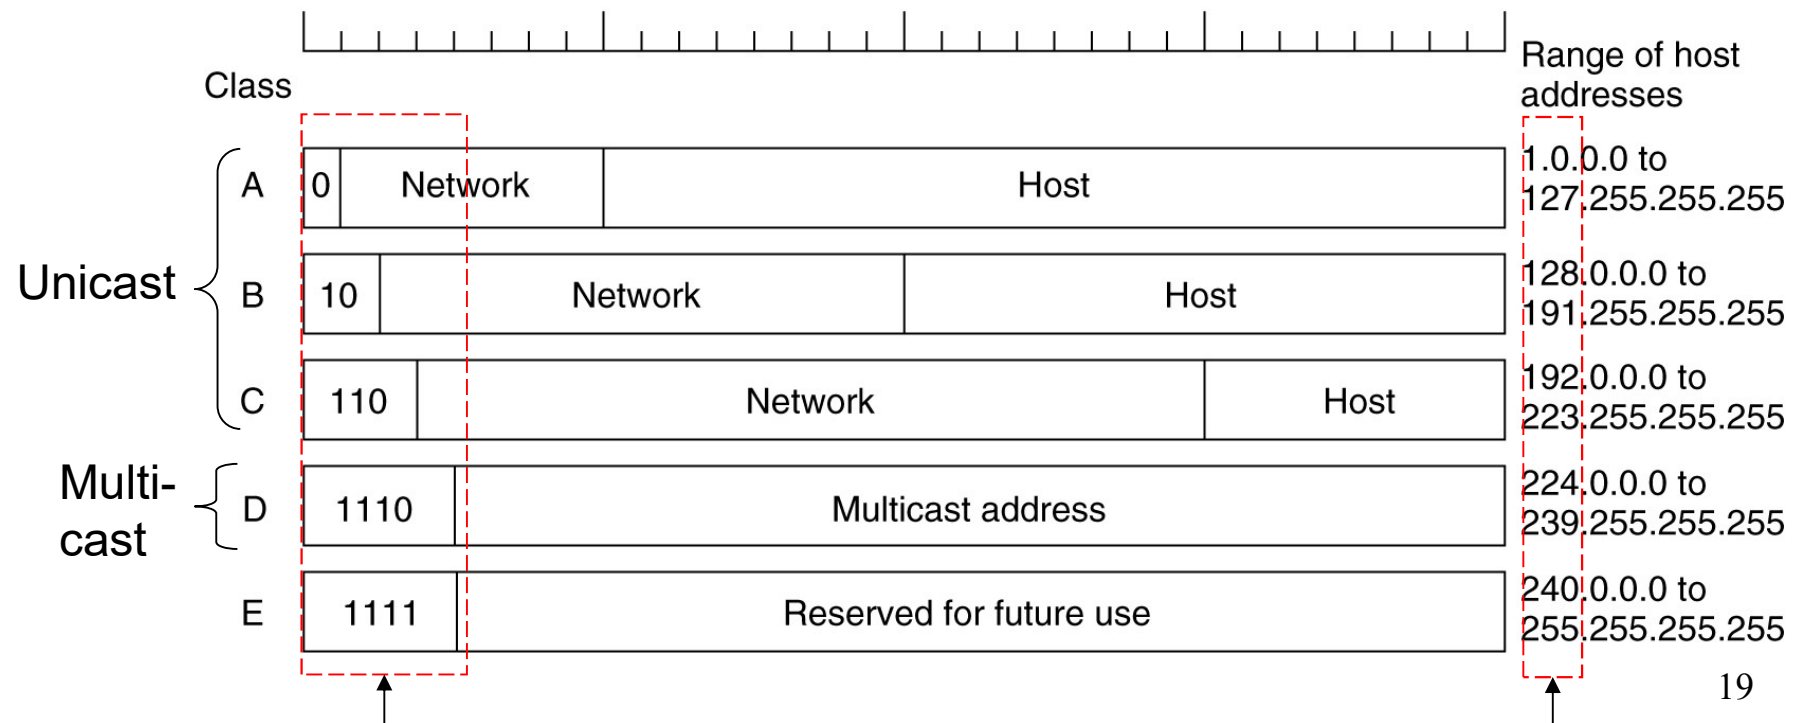 Range of host
addresses
Class
A 0 Network Host 1.0.0.0 to
127.255.255.255
Unicast
B 10 Network Host 128.0.0.0 to
191.255.255.255
C 110 Network Host 192.0.0.0 to
223.255.255.255
Multi-
cast
D 1110 Multicast address 224.0.0.0 to
239.255.255.255
E 1111 Reserved for future use 240.0.0.0 to
255.255.255.255
19